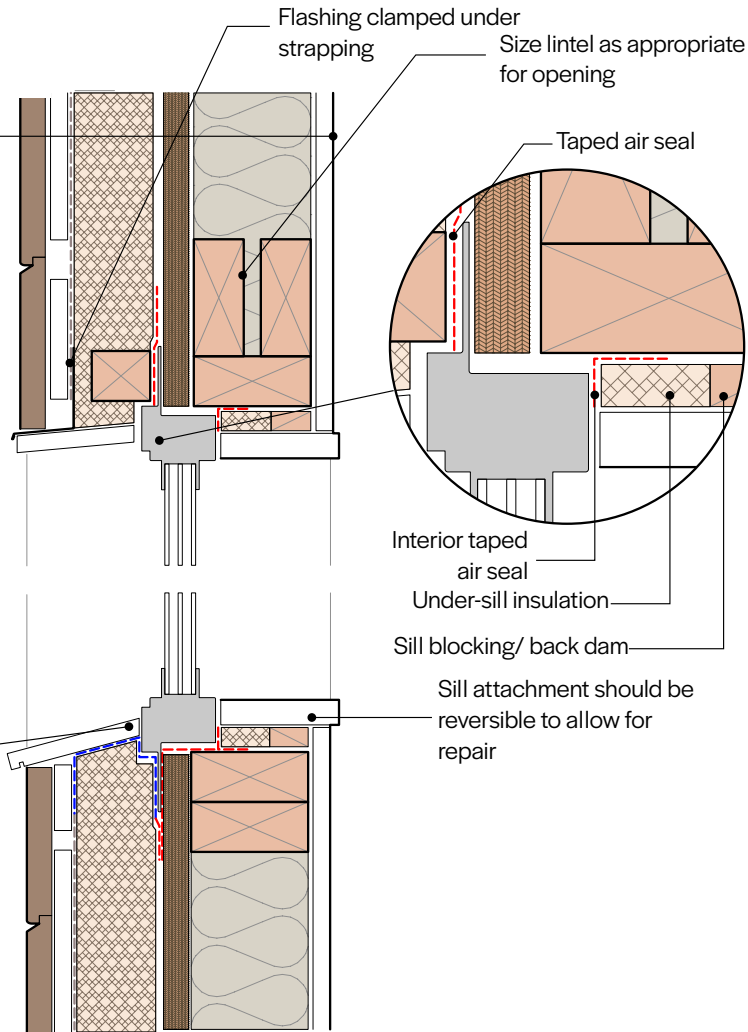 Flashing clamped under
strapping
Size lintel as appropriate
for opening
Taped air seal
Interior taped
air seal
Under-sill insulation
Sill blocking/ back dam
Sill attachment should be
reversible to allow for
repair